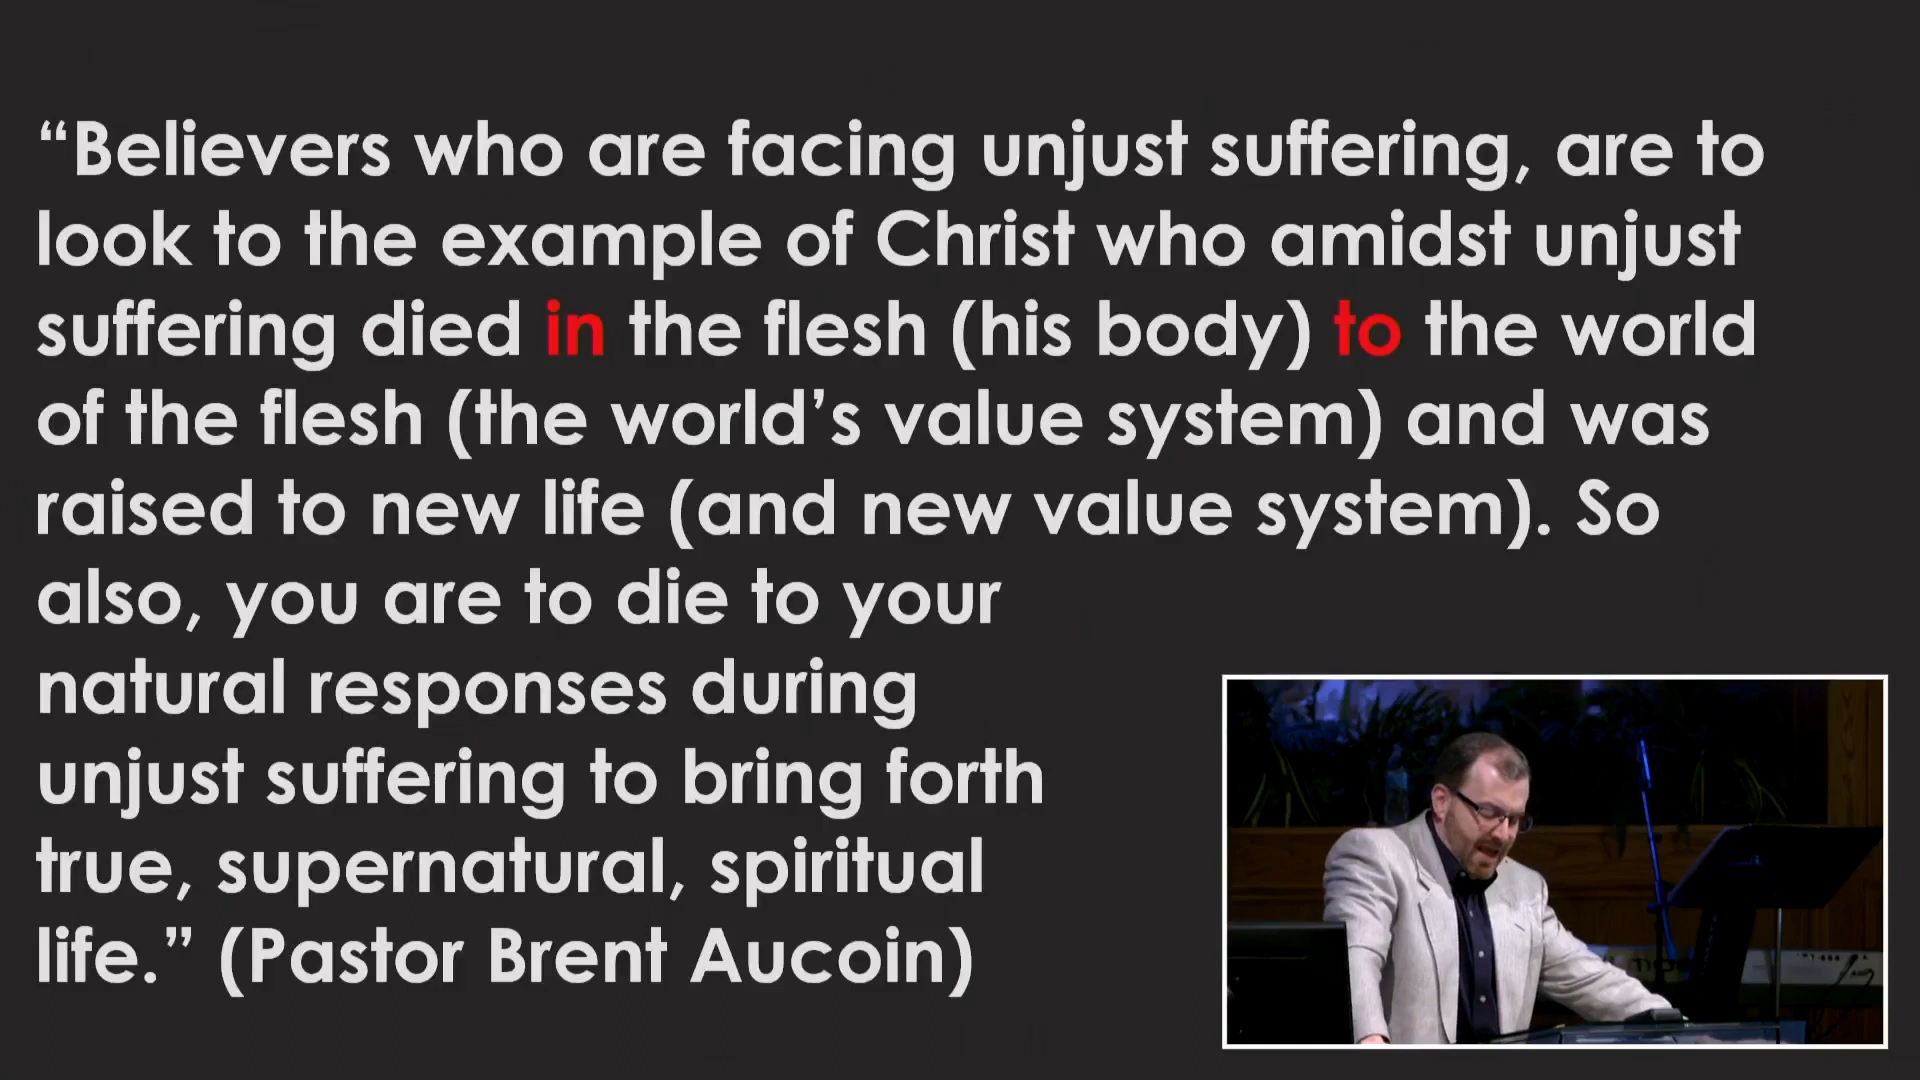 “Believers who are facing unjust suffering, are to
look to the example of Christ who amidst unjust
suffering died in the flesh (his body) to the world
of the flesh (the world’s value system) and was
raised to new life (and new value system). So
also, you are to die to your
natural responses during
unjust suffering to bring forth
true, supernatural, spiritual
life.” (Pastor Brent Aucoin)